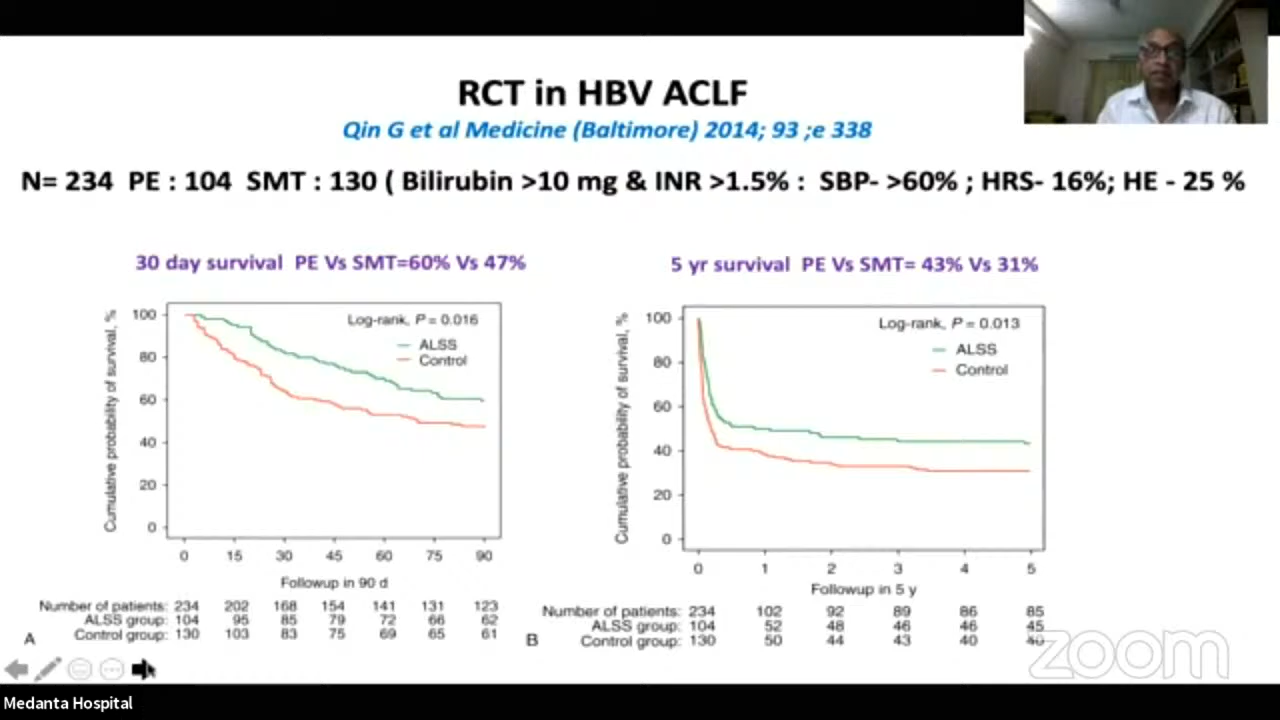 RCT in HBV ACLF
Qin G et al Medicine (Baltimore) 2014; 93 ;e 338
N= 234 PE : 104 SMT : 130 ( Bilirubin >10 mg & INR >1.5% : SBP- >60% ; HRS- 16%; HE - 25 %
30 day survival PE Vs SMT=60% Vs 47%
Cumulative probability of survival, %
100
80
60
40
20
0
Log-rank, P = 0.016
ALSS
Control
0 15 30 45 60 75 90
Followup in 90 d
Number of patients: 234 202 168 154 141 131 123
ALSS group: 104 95 85 79 72 66 62
Control group: 130 103 83 75 69 65 61
A
5 yr survival PE Vs SMT= 43% Vs 31%
Cumulative probability of survival, %
100
80
60
40
20
0
Log-rank, P = 0.013
ALSS
Control
0 1 2 3 4 5
Followup in 5 y
Number of patients: 234 102 92 89 86 85
ALSS group: 104 52 48 46 46 45
Control group: 130 50 44 43 40 40
B
zoom
Medanta Hospital